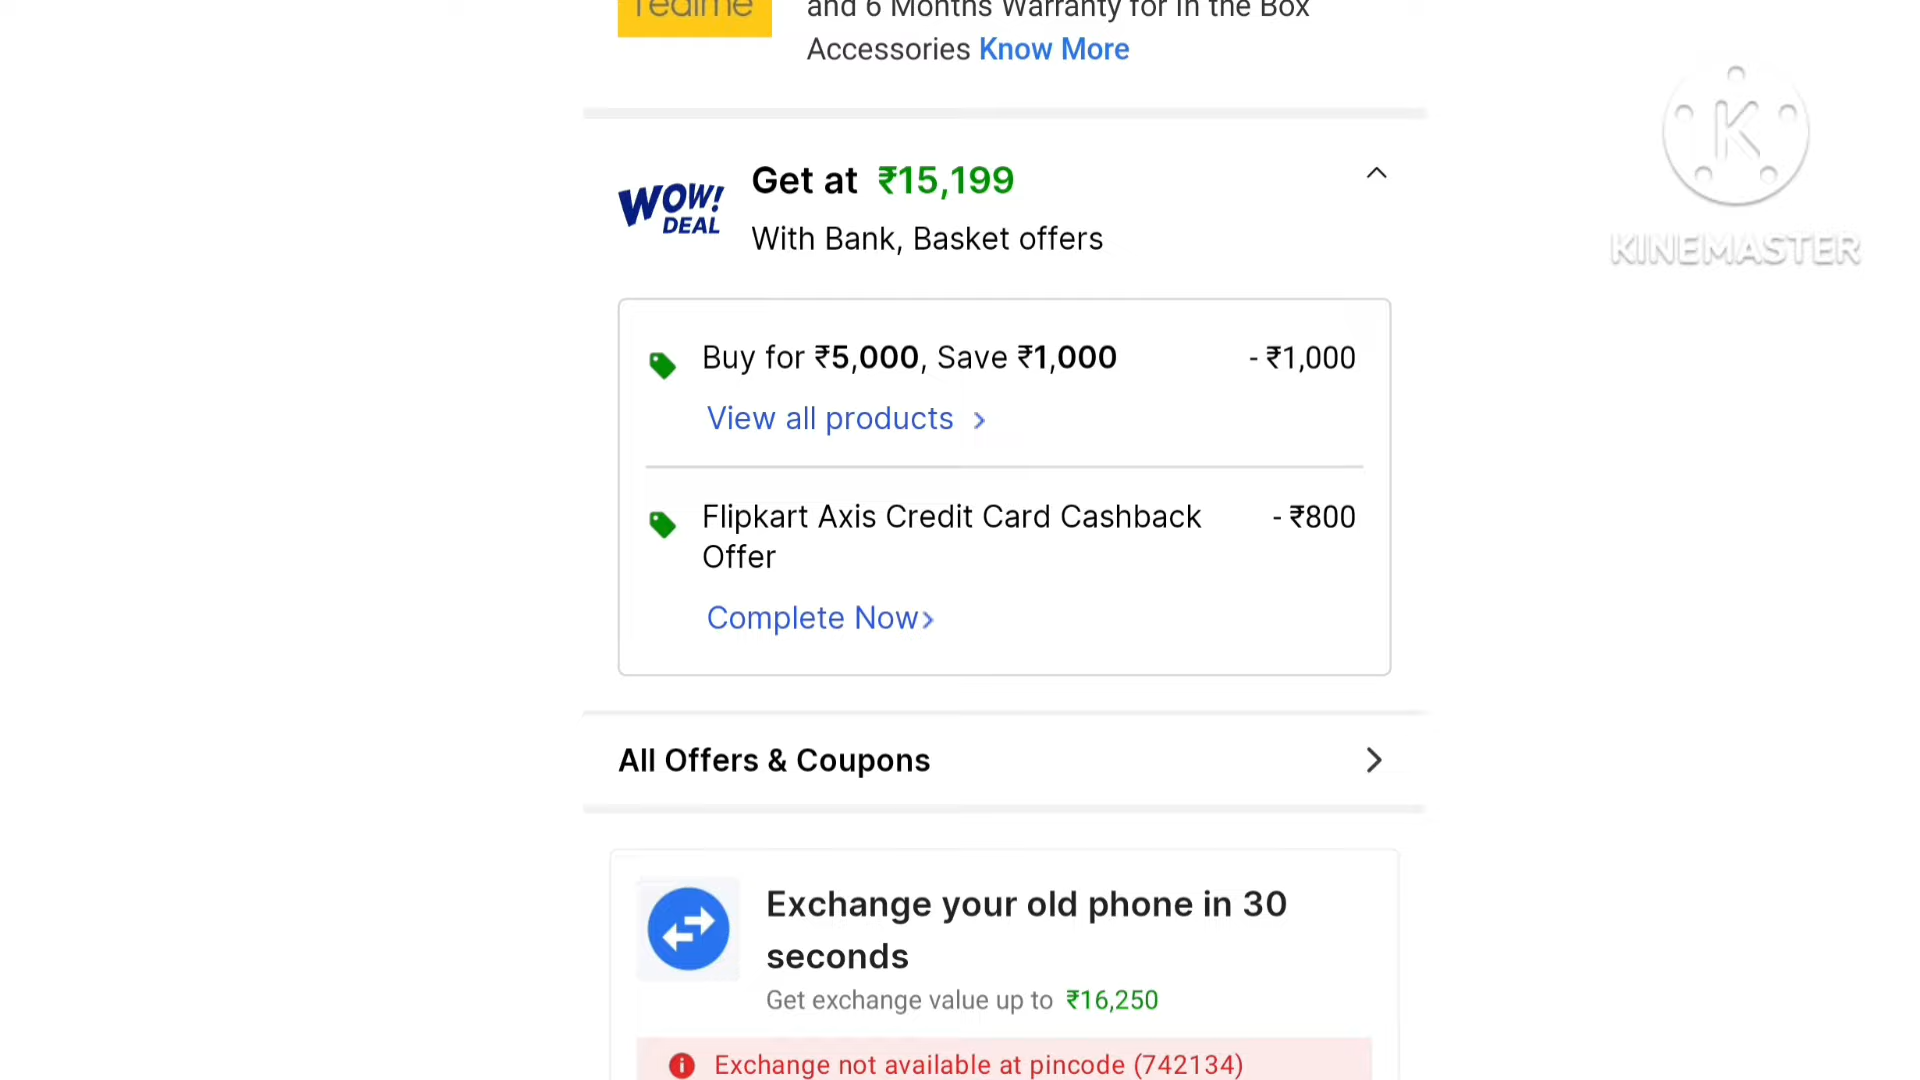 realme
and 6 Months Warranty for In the Box
Accessories Know More
WOW!
DEAL
Get at ₹15,199
With Bank, Basket offers
Buy for ₹5,000, Save ₹1,000 - ₹1,000
View all products
Flipkart Axis Credit Card Cashback - ₹800
Offer
Complete Now
All Offers & Coupons
Exchange your old phone in 30
seconds
Get exchange value up to ₹16,250
Exchange not available at pincode (742134)
K
KINEMASTER